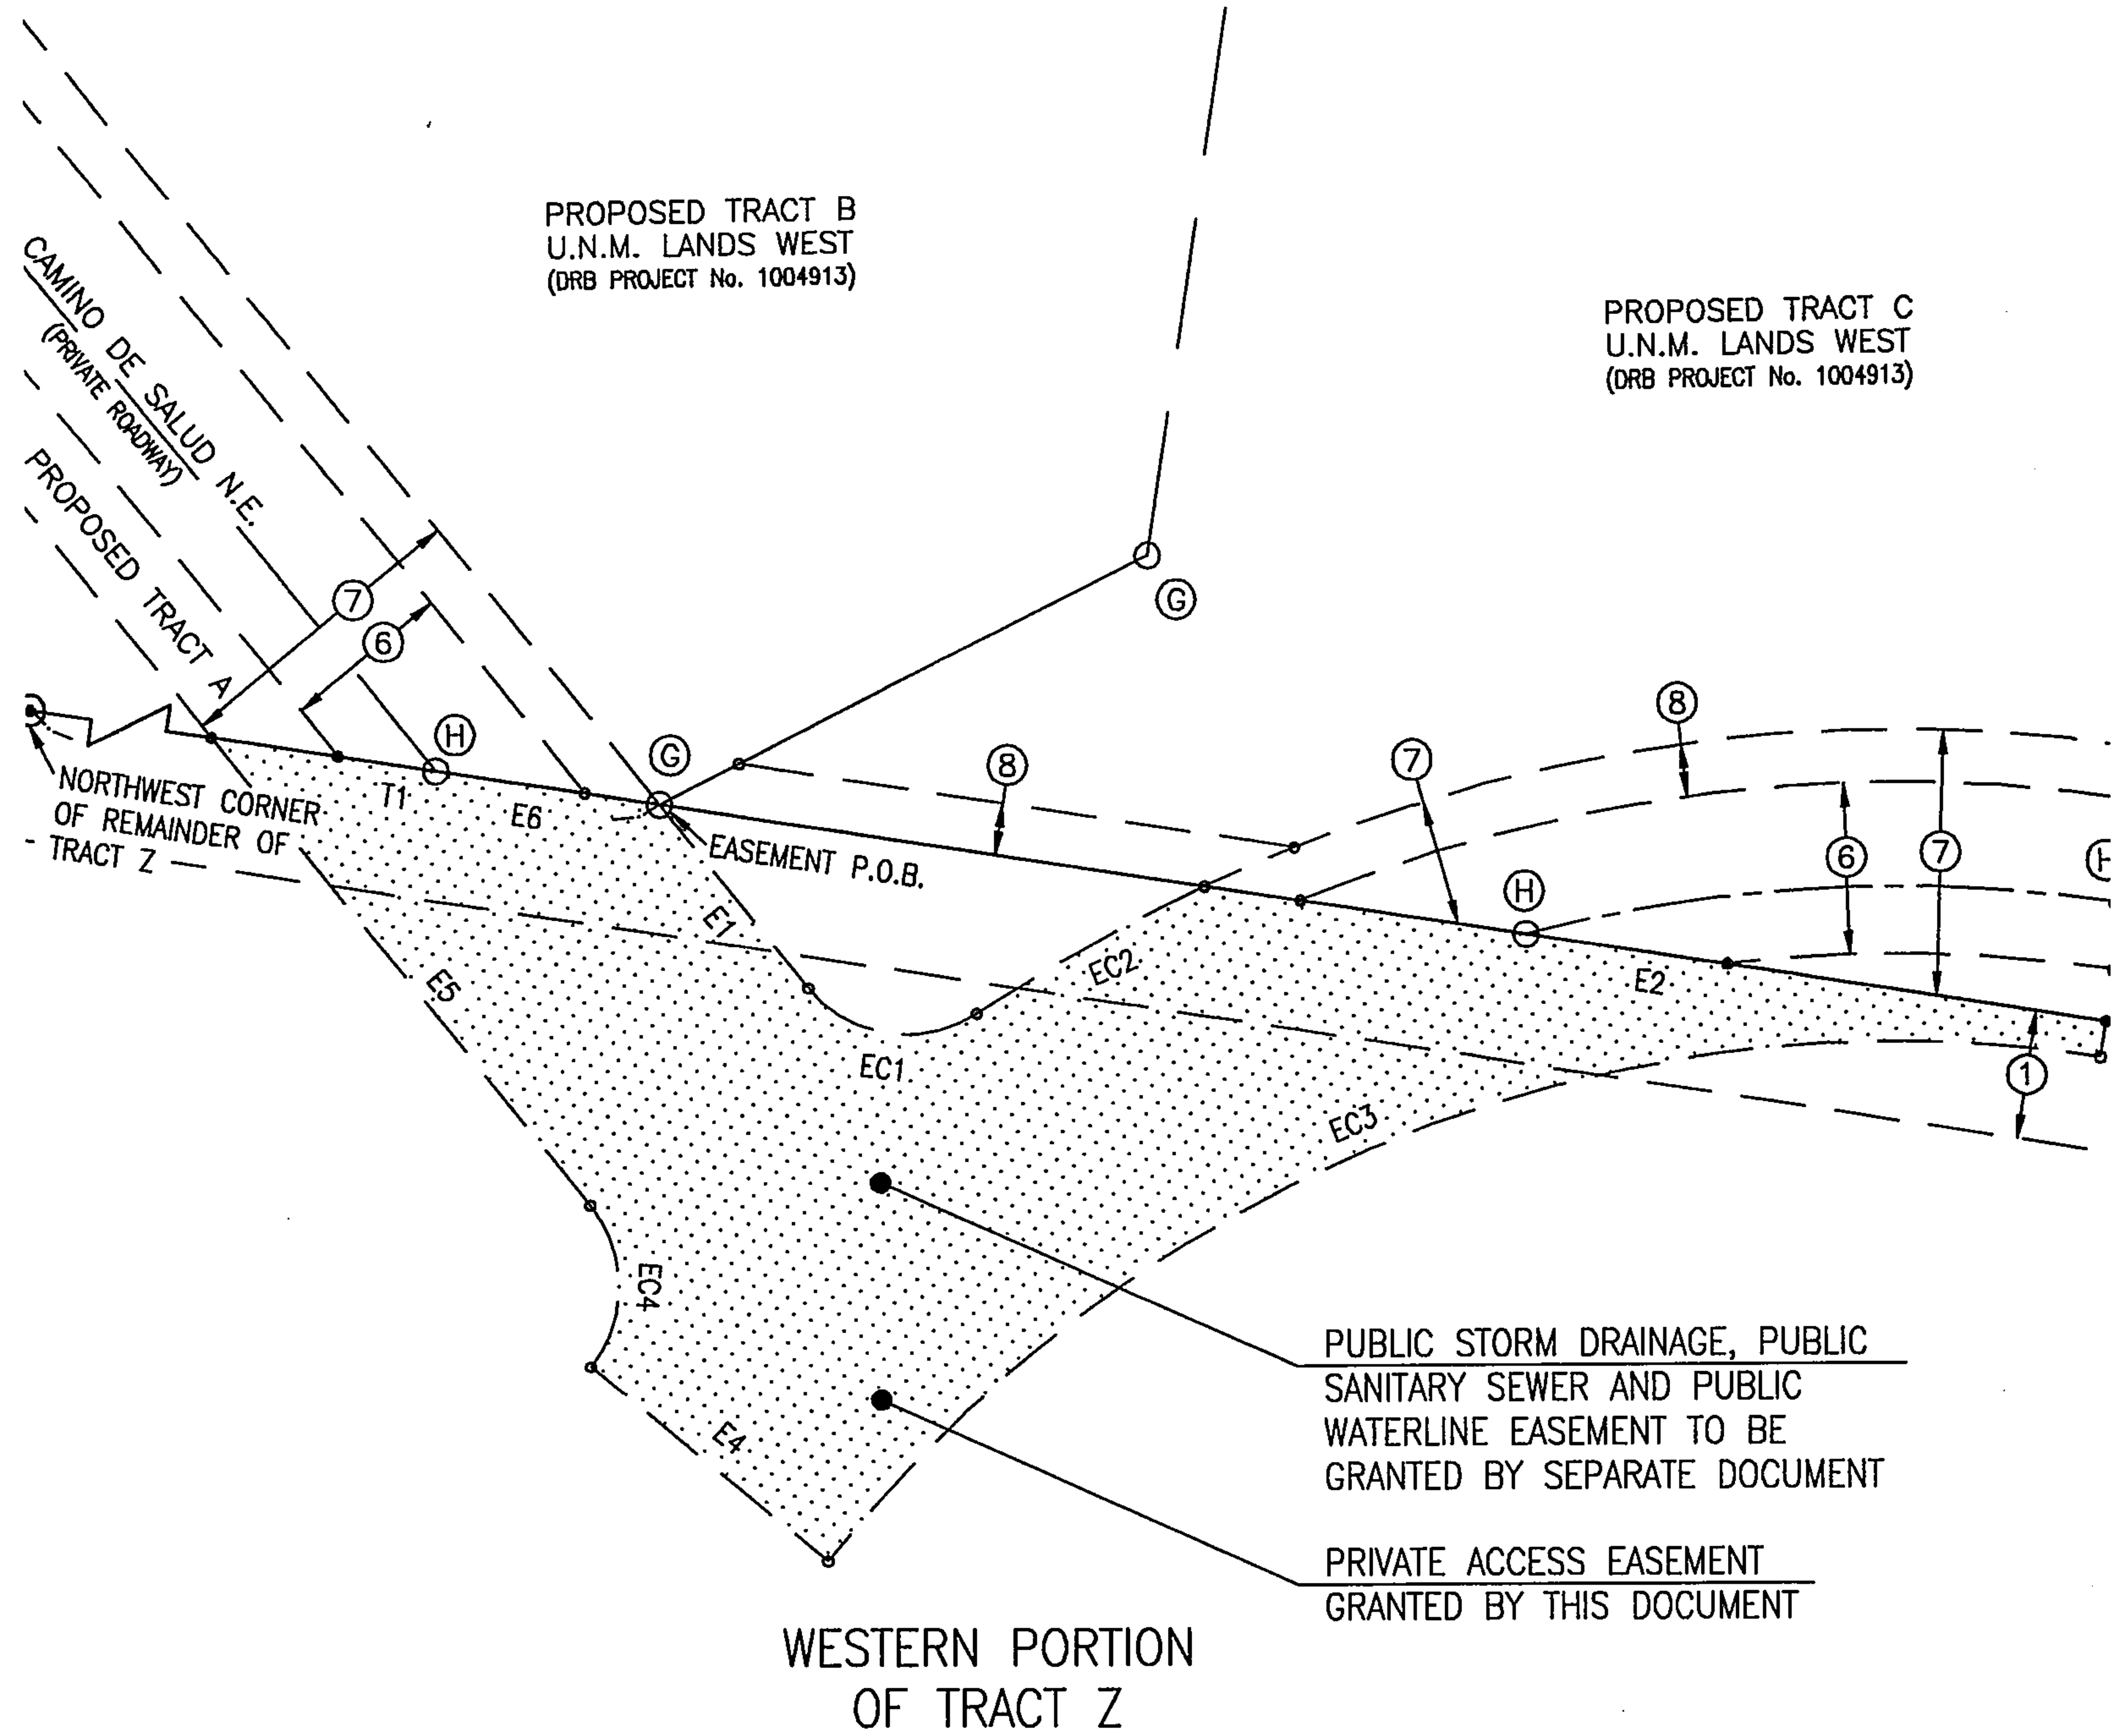 PROPOSED TRACT B
U.N.M. LANDS WEST
(DRB PROJECT No. 1004913)
PROPOSED TRACT C
U.N.M. LANDS WEST
(DRB PROJECT No. 1004913)
CAMINO DE SALUD N.E.
(PRIVATE ROADWAY)
PROPOSED TRACT A
7
6
H
G
G
8
7
8
H
6
7
1
NORTHWEST CORNER
OF REMAINDER OF
TRACT Z
T1
E6
EASEMENT P.O.B.
E1
E5
EC2
E2
EC1
EC3
EC4
E4
PUBLIC STORM DRAINAGE, PUBLIC
SANITARY SEWER AND PUBLIC
WATERLINE EASEMENT TO BE
GRANTED BY SEPARATE DOCUMENT
PRIVATE ACCESS EASEMENT
GRANTED BY THIS DOCUMENT
WESTERN PORTION
OF TRACT Z